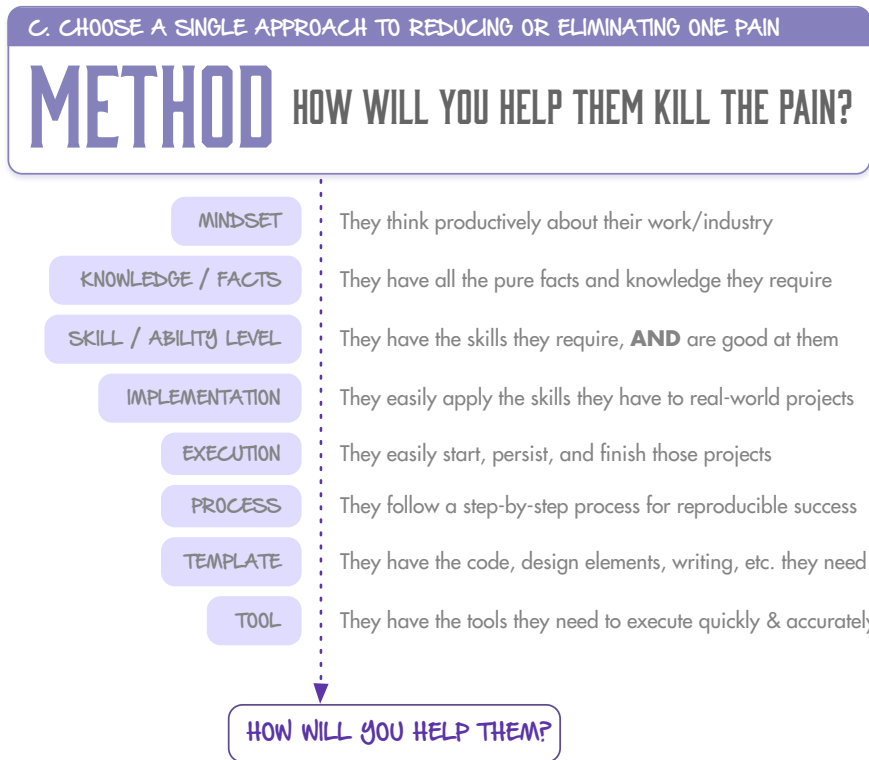 C. CHOOSE A SINGLE APPROACH TO REDUCING OR ELIMINATING ONE PAIN
METHOD HOW WILL YOU HELP THEM KILL THE PAIN?
MINDSET They think productively about their work/industry
KNOWLEDGE / FACTS They have all the pure facts and knowledge they require
SKILL / ABILITY LEVEL They have the skills they require, AND are good at them
IMPLEMENTATION They easily apply the skills they have to real-world projects
EXECUTION They easily start, persist, and finish those projects
PROCESS They follow a step-by-step process for reproducible success
TEMPLATE They have the code, design elements, writing, etc. they need
TOOL They have the tools they need to execute quickly & accurately
HOW WILL YOU HELP THEM?